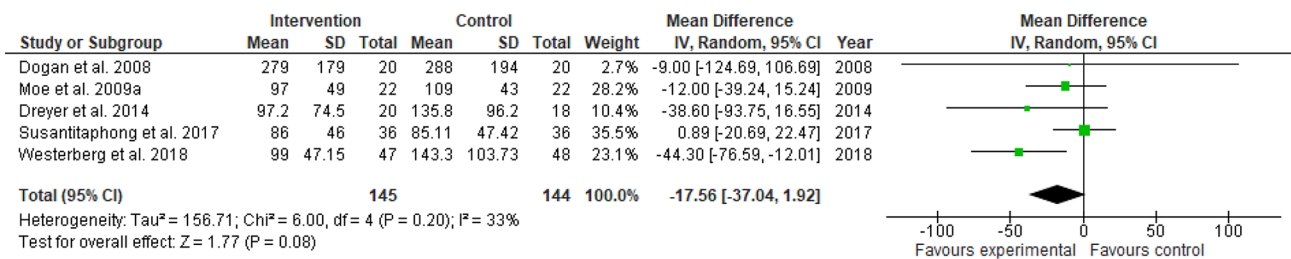 Intervention Control Mean Difference Mean Difference
Study or Subgroup Mean SD Total Mean SD Total Weight IV, Random, 95% CI Year IV, Random, 95% CI
Dogan et al. 2008 279 179 20 288 194 20 2.7% -9.00 [-124.69, 106.69] 2008
Moe et al. 2009a 97 49 22 109 43 22 28.2% -12.00 [-39.24, 15.24] 2009
Dreyer et al. 2014 97.2 74.5 20 135.8 96.2 18 10.4% -38.60 [-93.75, 16.55] 2014
Susantitaphong et al. 2017 86 46 36 85.11 47.42 36 35.5% 0.89 [-20.69, 22.47] 2017
Westerberg et al. 2018 99 47.15 47 143.3 103.73 48 23.1% -44.30 [-76.59, -12.01] 2018
Total (95% CI) 145 144 100.0% -17.56 [-37.04, 1.92]
Heterogeneity: Tau² = 156.71; Chi² = 6.00, df = 4 (P = 0.20); I² = 33%
Test for overall effect: Z = 1.77 (P = 0.08)
-100 -50 0 50 100
Favours experimental Favours control